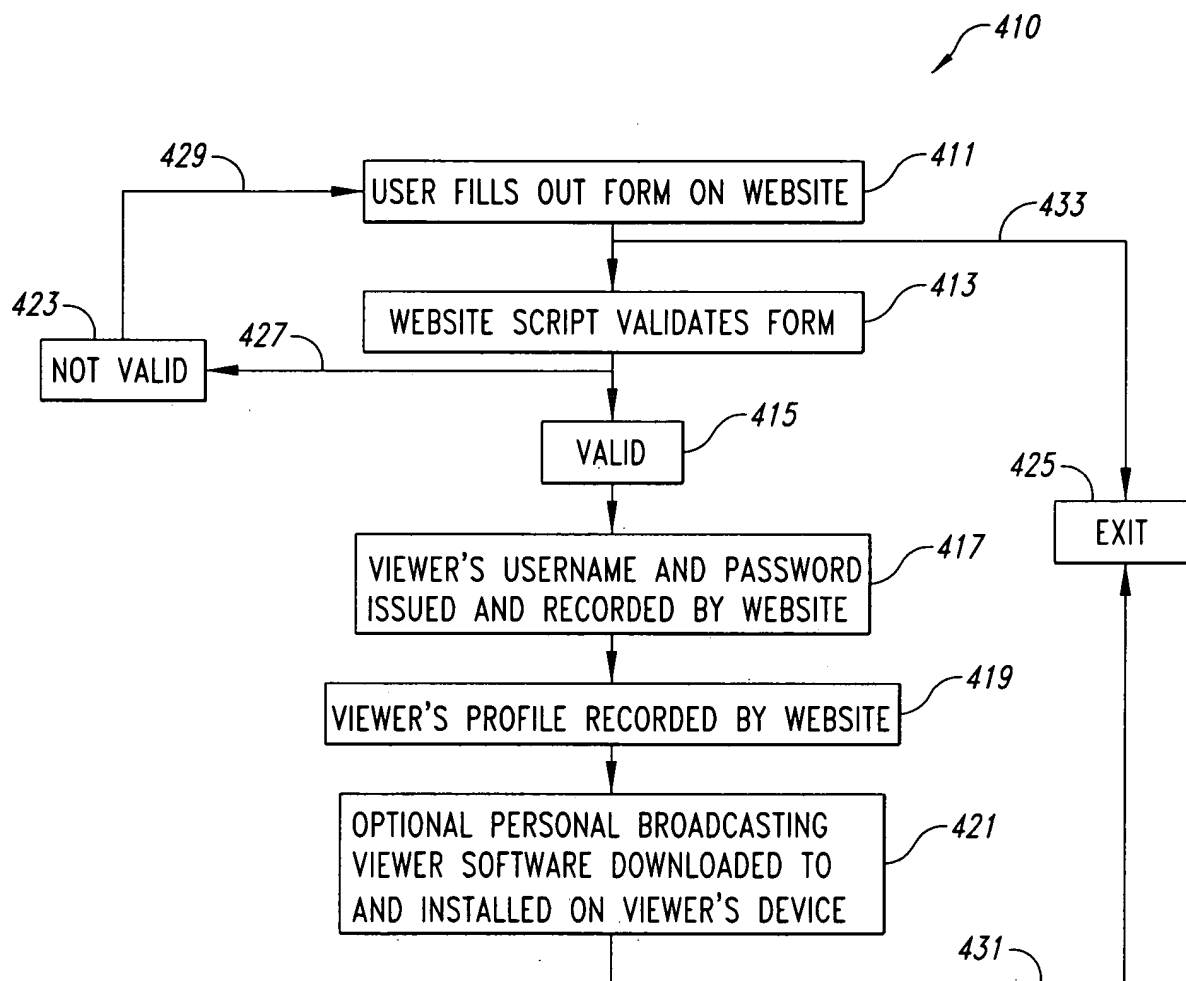 410
429
411
USER FILLS OUT FORM ON WEBSITE
433
423
413
WEBSITE SCRIPT VALIDATES FORM
427
NOT VALID
415
VALID
425
EXIT
417
VIEWER'S USERNAME AND PASSWORD
ISSUED AND RECORDED BY WEBSITE
419
VIEWER'S PROFILE RECORDED BY WEBSITE
421
OPTIONAL PERSONAL BROADCASTING
VIEWER SOFTWARE DOWNLOADED TO
AND INSTALLED ON VIEWER'S DEVICE
431